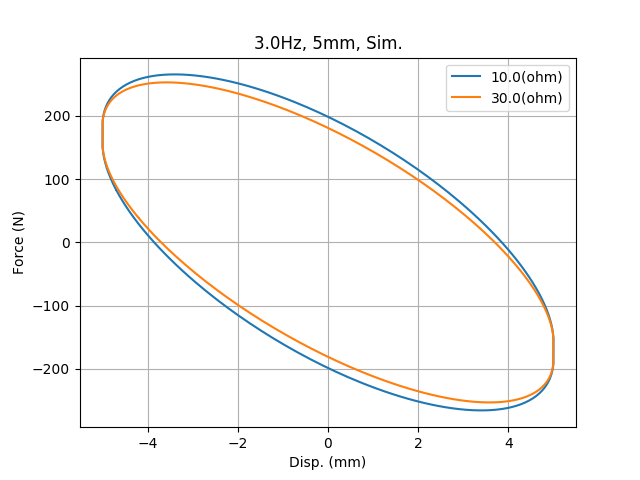 3.0Hz, 5mm, Sim.
10.0(ohm)
30.0(ohm)
Force (N)
200
100
0
−100
−200
−4
−2
0
2
4
Disp. (mm)